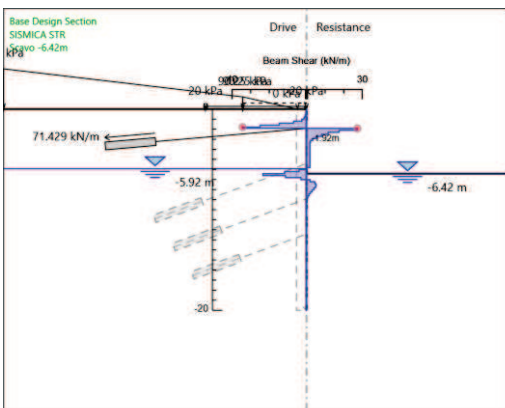 Base Design Section
SISMICA STR
Scavo -6.42m
Drive Resistance
kPa
Beam Shear (kN/m)
30
20 kPa
0 kPa
20 kPa
71.429 kN/m
-1.92m
-5.92 m
-6.42 m
-20